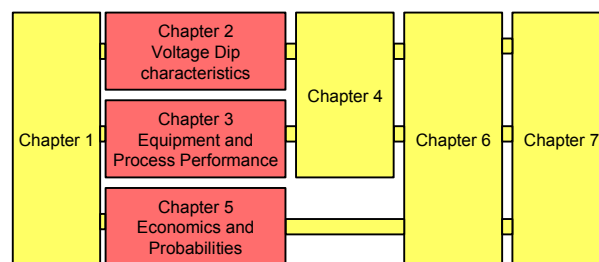 Chapter 1
Chapter 2
Voltage Dip
characteristics
Chapter 3
Equipment and
Process Performance
Chapter 5
Economics and
Probabilities
Chapter 4
Chapter 6
Chapter 7